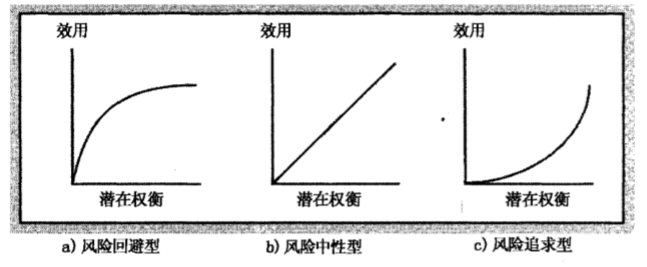 效用 效用 效用
潜在权衡 潜在权衡 潜在权衡
a) 风险回避型 b) 风险中性型 c) 风险追求型